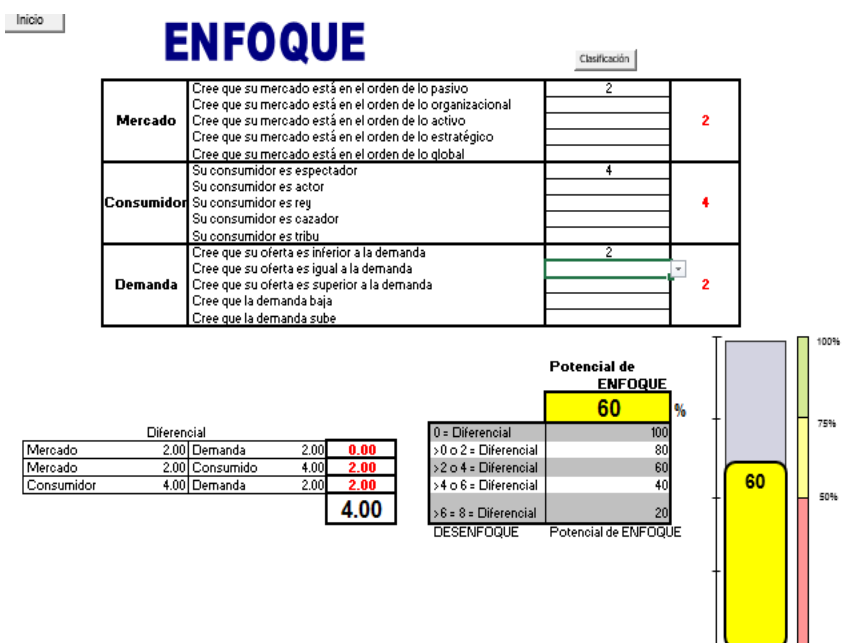 Inicio
ENFOQUE
Clasificación
Cree que su mercado está en el orden de lo pasivo 2
Cree que su mercado está en el orden de lo organizacional
Mercado Cree que su mercado está en el orden de lo activo 2
Cree que su mercado está en el orden de lo estratégico
Cree que su mercado está en el orden de lo global
Su consumidor es espectador 4
Su consumidor es actor
Consumidor Su consumidor es rey 4
Su consumidor es cazador
Su consumidor es tribu
Cree que su oferta es inferior a la demanda 2
Cree que su oferta es igual a la demanda
Demanda Cree que su oferta es superior a la demanda 2
Cree que la demanda baja
Cree que la demanda sube
Potencial de
ENFOQUE
60 %
Diferencial
Mercado 2.00 Demanda 2.00 0.00
Mercado 2.00 Consumido 4.00 2.00
Consumidor 4.00 Demanda 2.00 2.00
4.00
0 = Diferencial 100
>0 o 2 = Diferencial 80
>2 o 4 = Diferencial 60
>4 o 6 = Diferencial 40
>6 = 8 = Diferencial 20
DESENFOQUE Potencial de ENFOQUE
100%
75%
60
50%